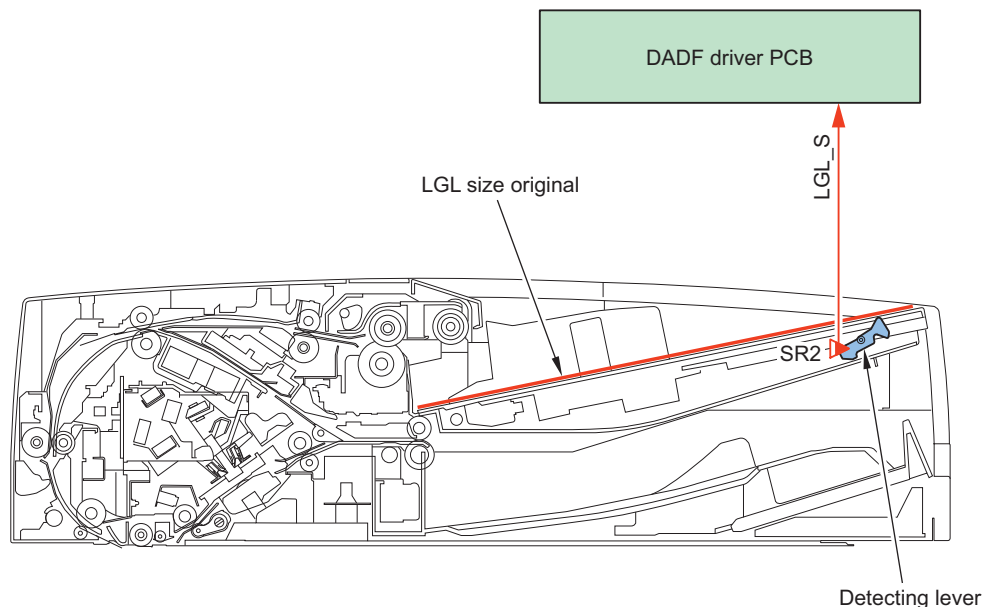 DADF driver PCB
LGL_S
LGL size original
SR2
Detecting lever